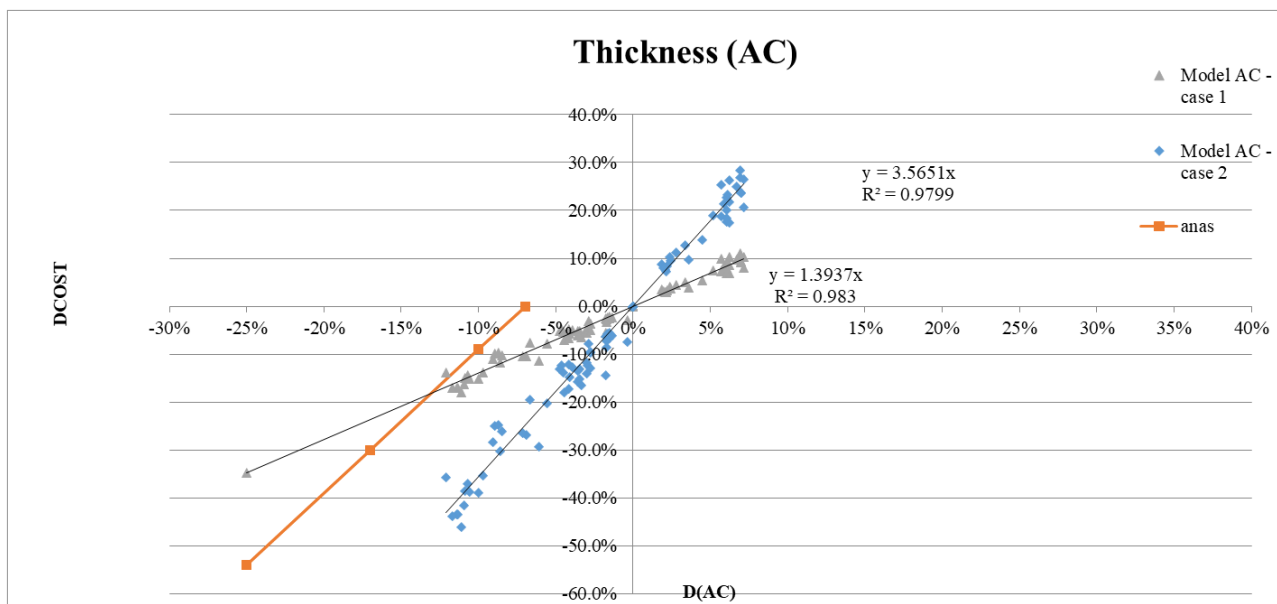 Thickness (AC)
Model AC -
case 1
Model AC -
case 2
anas
40.0%
30.0%
20.0%
10.0%
0.0%
-10.0%
-20.0%
-30.0%
-40.0%
-50.0%
-60.0%
y = 3.5651x
R² = 0.9799
y = 1.3937x
R² = 0.983
DCOST
-30% -25% -20% -15% -10% -5% 0% 5% 10% 15% 20% 25% 30% 35% 40%
D(AC)